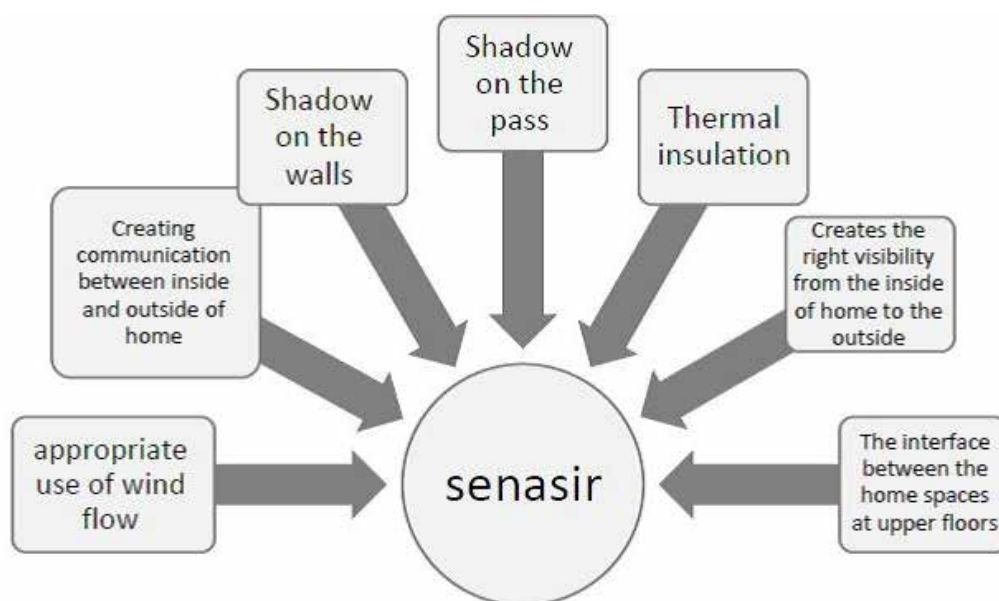 Shadow
on the
pass
Shadow
on the
walls
Thermal
insulation
Creating
communication
between inside
and outside of
home
Creates the
right visibility
from the inside
of home to the
outside
appropriate
use of wind
flow
senasir
The interface
between the
home spaces
at upper floors